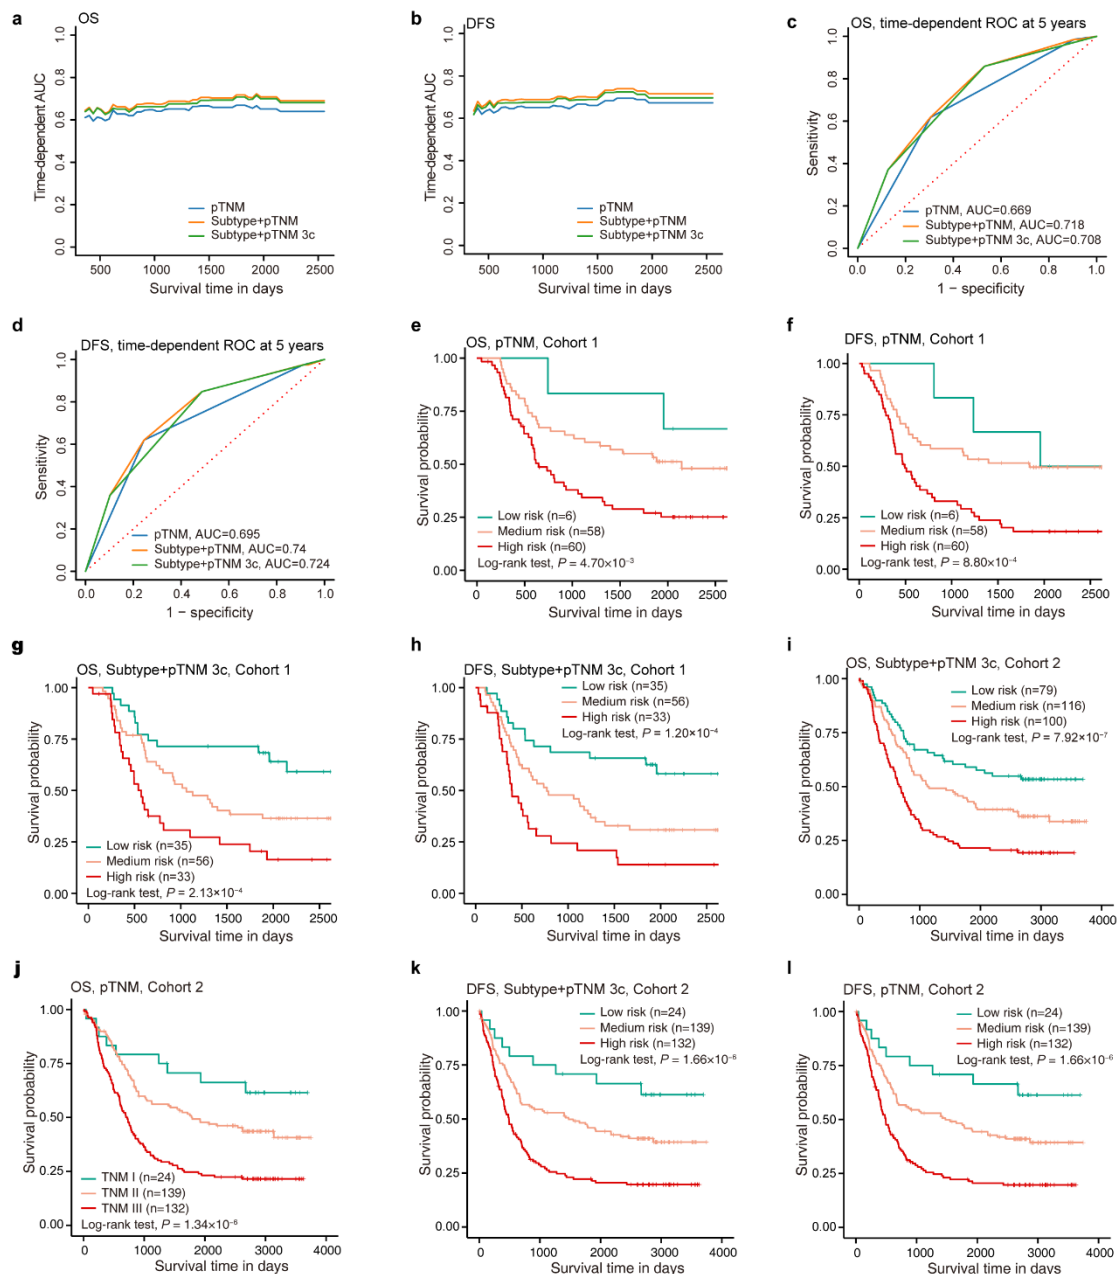 a
OS
Time-dependent AUC
0.0 0.2 0.4 0.6 0.8 1.0
pTNM
Subtype+pTNM
Subtype+pTNM 3c
500 1000 1500 2000 2500
Survival time in days
b
DFS
Time-dependent AUC
0.0 0.2 0.4 0.6 0.8 1.0
pTNM
Subtype+pTNM
Subtype+pTNM 3c
500 1000 1500 2000 2500
Survival time in days
c
OS, time-dependent ROC at 5 years
Sensitivity
0.0 0.2 0.4 0.6 0.8 1.0
pTNM, AUC=0.669
Subtype+pTNM, AUC=0.718
Subtype+pTNM 3c, AUC=0.708
0.0 0.2 0.4 0.6 0.8 1.0
1 − specificity
d
DFS, time-dependent ROC at 5 years
Sensitivity
0.0 0.2 0.4 0.6 0.8 1.0
pTNM, AUC=0.695
Subtype+pTNM, AUC=0.74
Subtype+pTNM 3c, AUC=0.724
0.0 0.2 0.4 0.6 0.8 1.0
1 − specificity
e
OS, pTNM, Cohort 1
Survival probability
1.00
0.75
0.50
0.25
0.00
Low risk (n=6)
Medium risk (n=58)
High risk (n=60)
Log-rank test, P = 4.70×10⁻³
0 500 1000 1500 2000 2500
Survival time in days
f
DFS, pTNM, Cohort 1
Survival probability
1.00
0.75
0.50
0.25
0.00
Low risk (n=6)
Medium risk (n=58)
High risk (n=60)
Log-rank test, P = 8.80×10⁻⁴
0 500 1000 1500 2000 2500
Survival time in days
g
OS, Subtype+pTNM 3c, Cohort 1
Survival probability
1.00
0.75
0.50
0.25
0.00
Low risk (n=35)
Medium risk (n=56)
High risk (n=33)
Log-rank test, P = 2.13×10⁻⁴
0 500 1000 1500 2000 2500
Survival time in days
h
DFS, Subtype+pTNM 3c, Cohort 1
Survival probability
1.00
0.75
0.50
0.25
0.00
Low risk (n=35)
Medium risk (n=56)
High risk (n=33)
Log-rank test, P = 1.20×10⁻⁴
0 500 1000 1500 2000 2500
Survival time in days
i
OS, Subtype+pTNM 3c, Cohort 2
Survival probability
1.00
0.75
0.50
0.25
0.00
Low risk (n=79)
Medium risk (n=116)
High risk (n=100)
Log-rank test, P = 7.92×10⁻⁷
0 1000 2000 3000 4000
Survival time in days
j
OS, pTNM, Cohort 2
Survival probability
1.00
0.75
0.50
0.25
0.00
TNM I (n=24)
TNM II (n=139)
TNM III (n=132)
Log-rank test, P = 1.34×10⁻⁶
0 1000 2000 3000 4000
Survival time in days
k
DFS, Subtype+pTNM 3c, Cohort 2
Survival probability
1.00
0.75
0.50
0.25
0.00
Low risk (n=24)
Medium risk (n=139)
High risk (n=132)
Log-rank test, P = 1.66×10⁻⁶
0 1000 2000 3000 4000
Survival time in days
l
DFS, pTNM, Cohort 2
Survival probability
1.00
0.75
0.50
0.25
0.00
Low risk (n=24)
Medium risk (n=139)
High risk (n=132)
Log-rank test, P = 1.66×10⁻⁶
0 1000 2000 3000 4000
Survival time in days